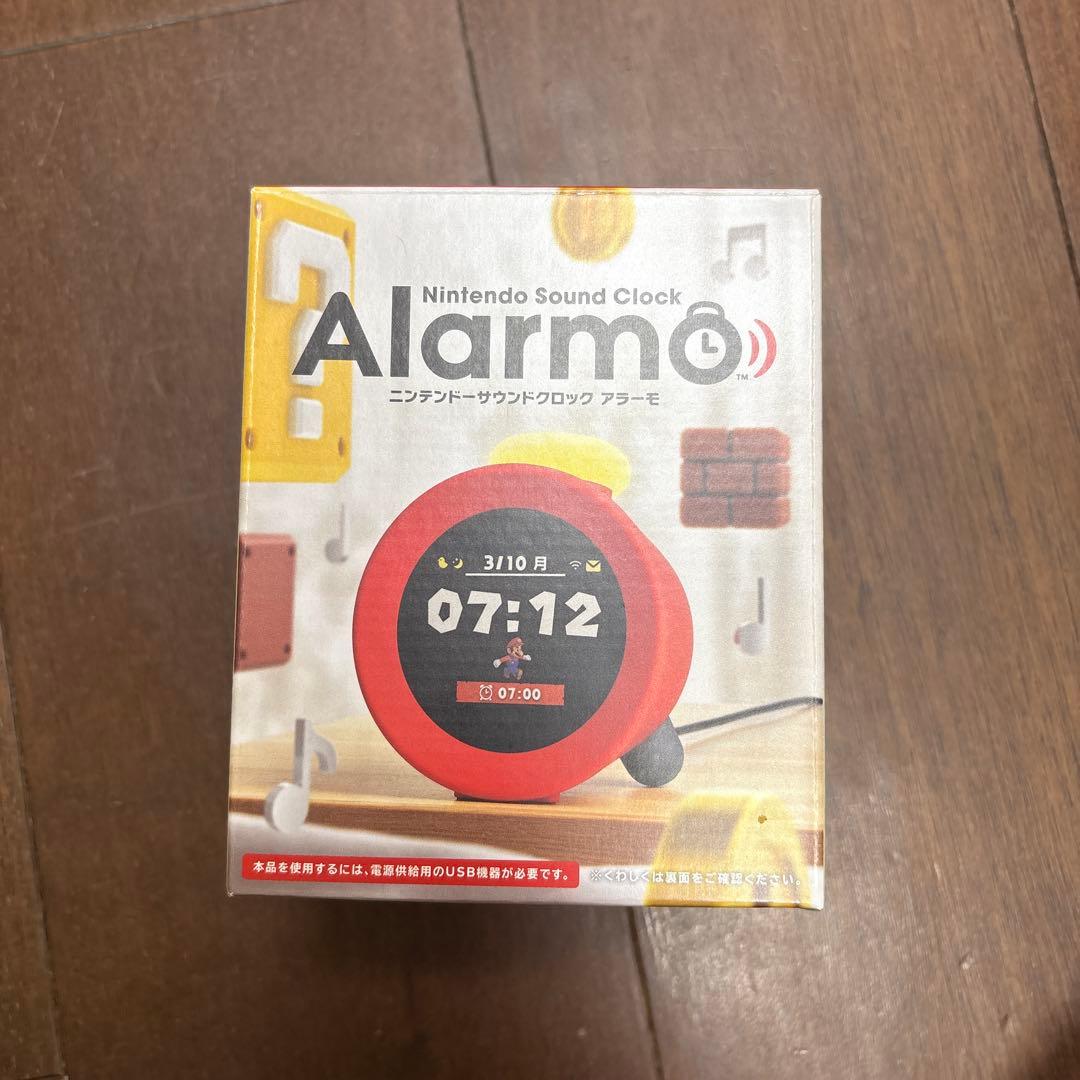 Nintendo Sound Clock
Alarmo™
ニンテンドーサウンドクロック アラーモ
3/10 月
07:12
07:00
本品を使用するには、電源供給用のUSB機器が必要です。
※くわしくは裏面をご確認ください。